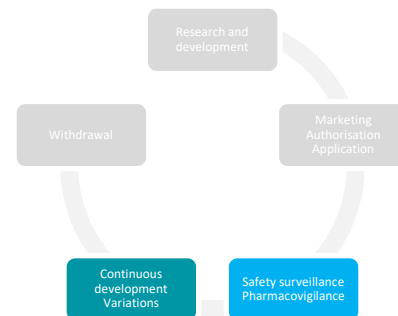 Research and
development
Marketing
Authorisation
Application
Withdrawal
Continuous
development
Variations
Safety surveillance
Pharmacovigilance